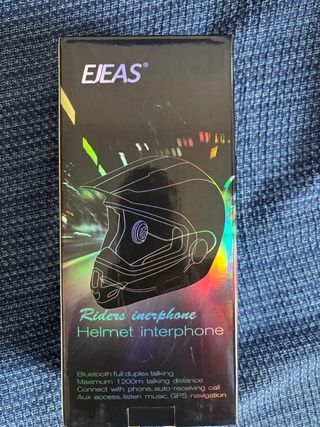 EJEAS®
Riders inerphone
Helmet interphone
Bluetooth full duplex talking
Maximum 1200m talking distance
Connect with phone, auto-receiving call
Aux access, listen music, GPS navigation